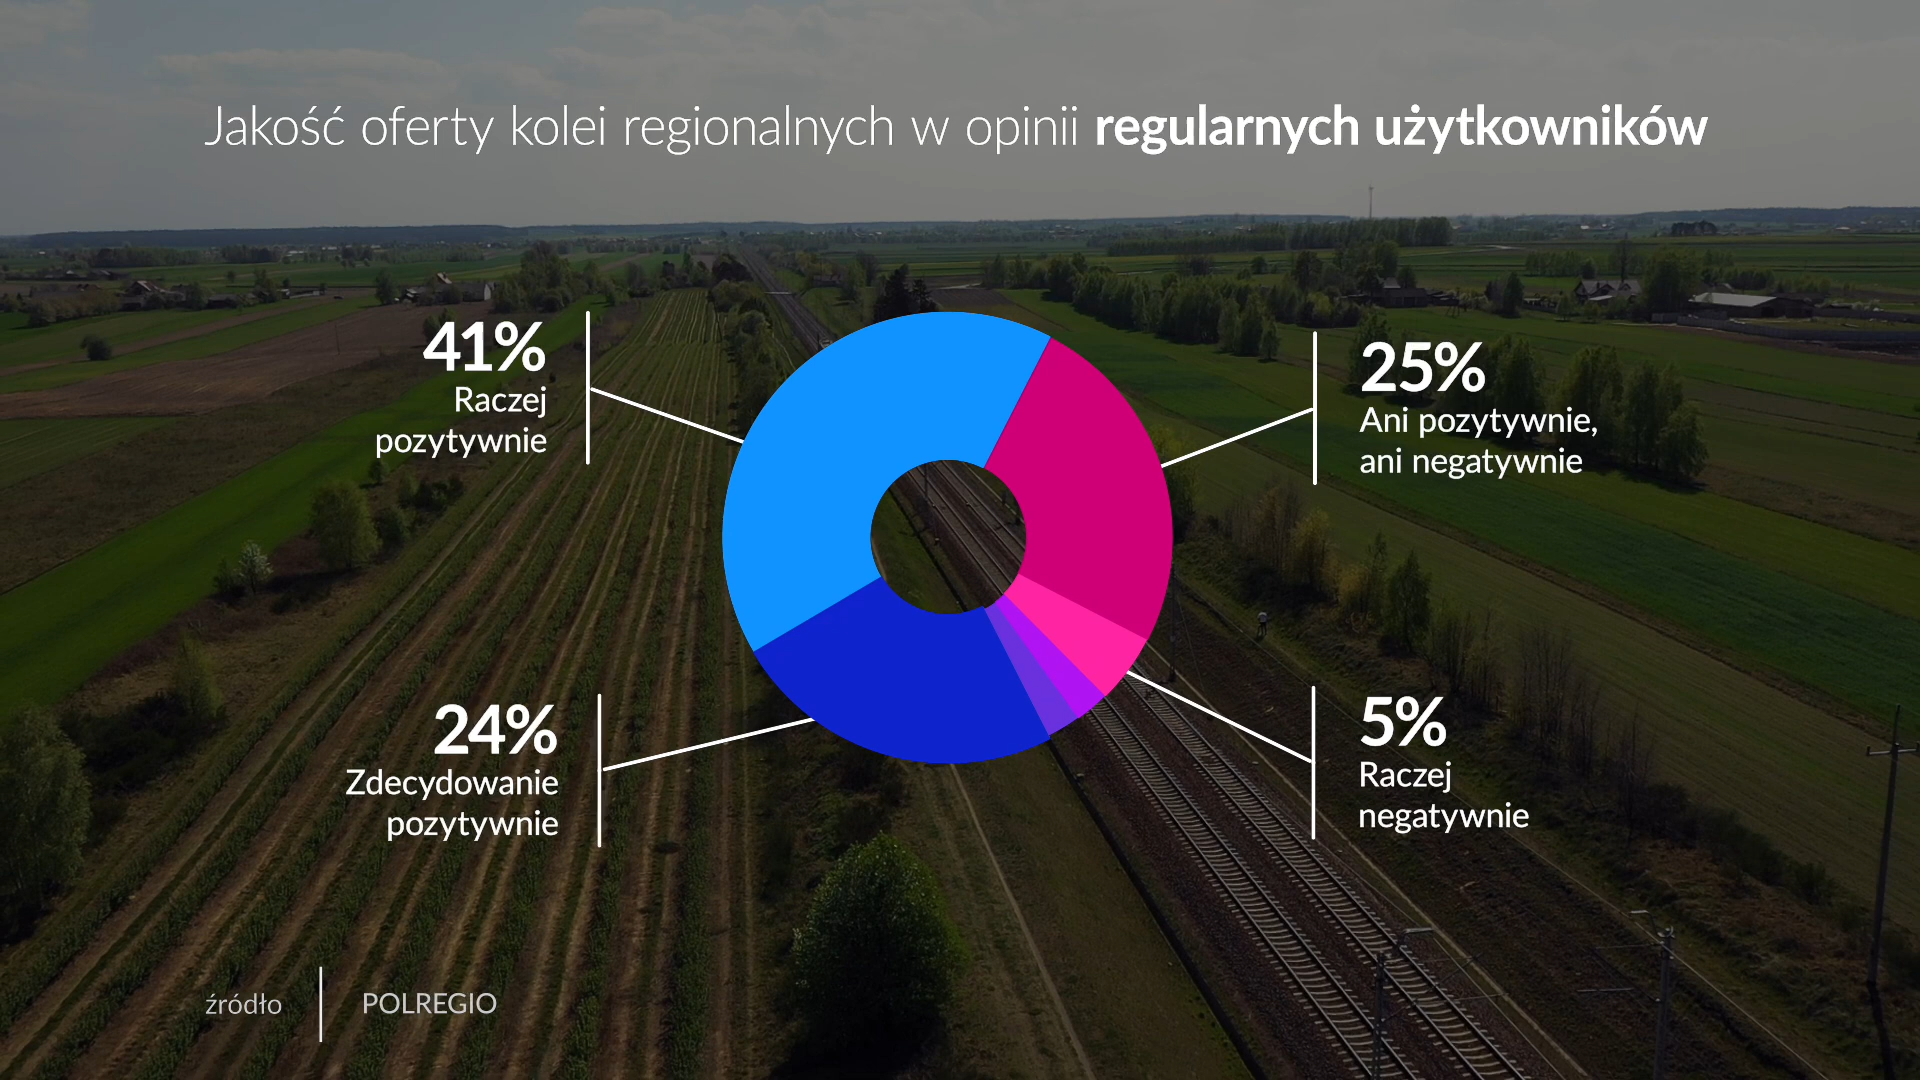 Jakość oferty kolei regionalnych w opinii regularnych użytkowników
41%
Raczej
pozytywnie
25%
Ani pozytywnie,
ani negatywnie
24%
Zdecydowanie
pozytywnie
5%
Raczej
negatywnie
źródło
POLREGIO